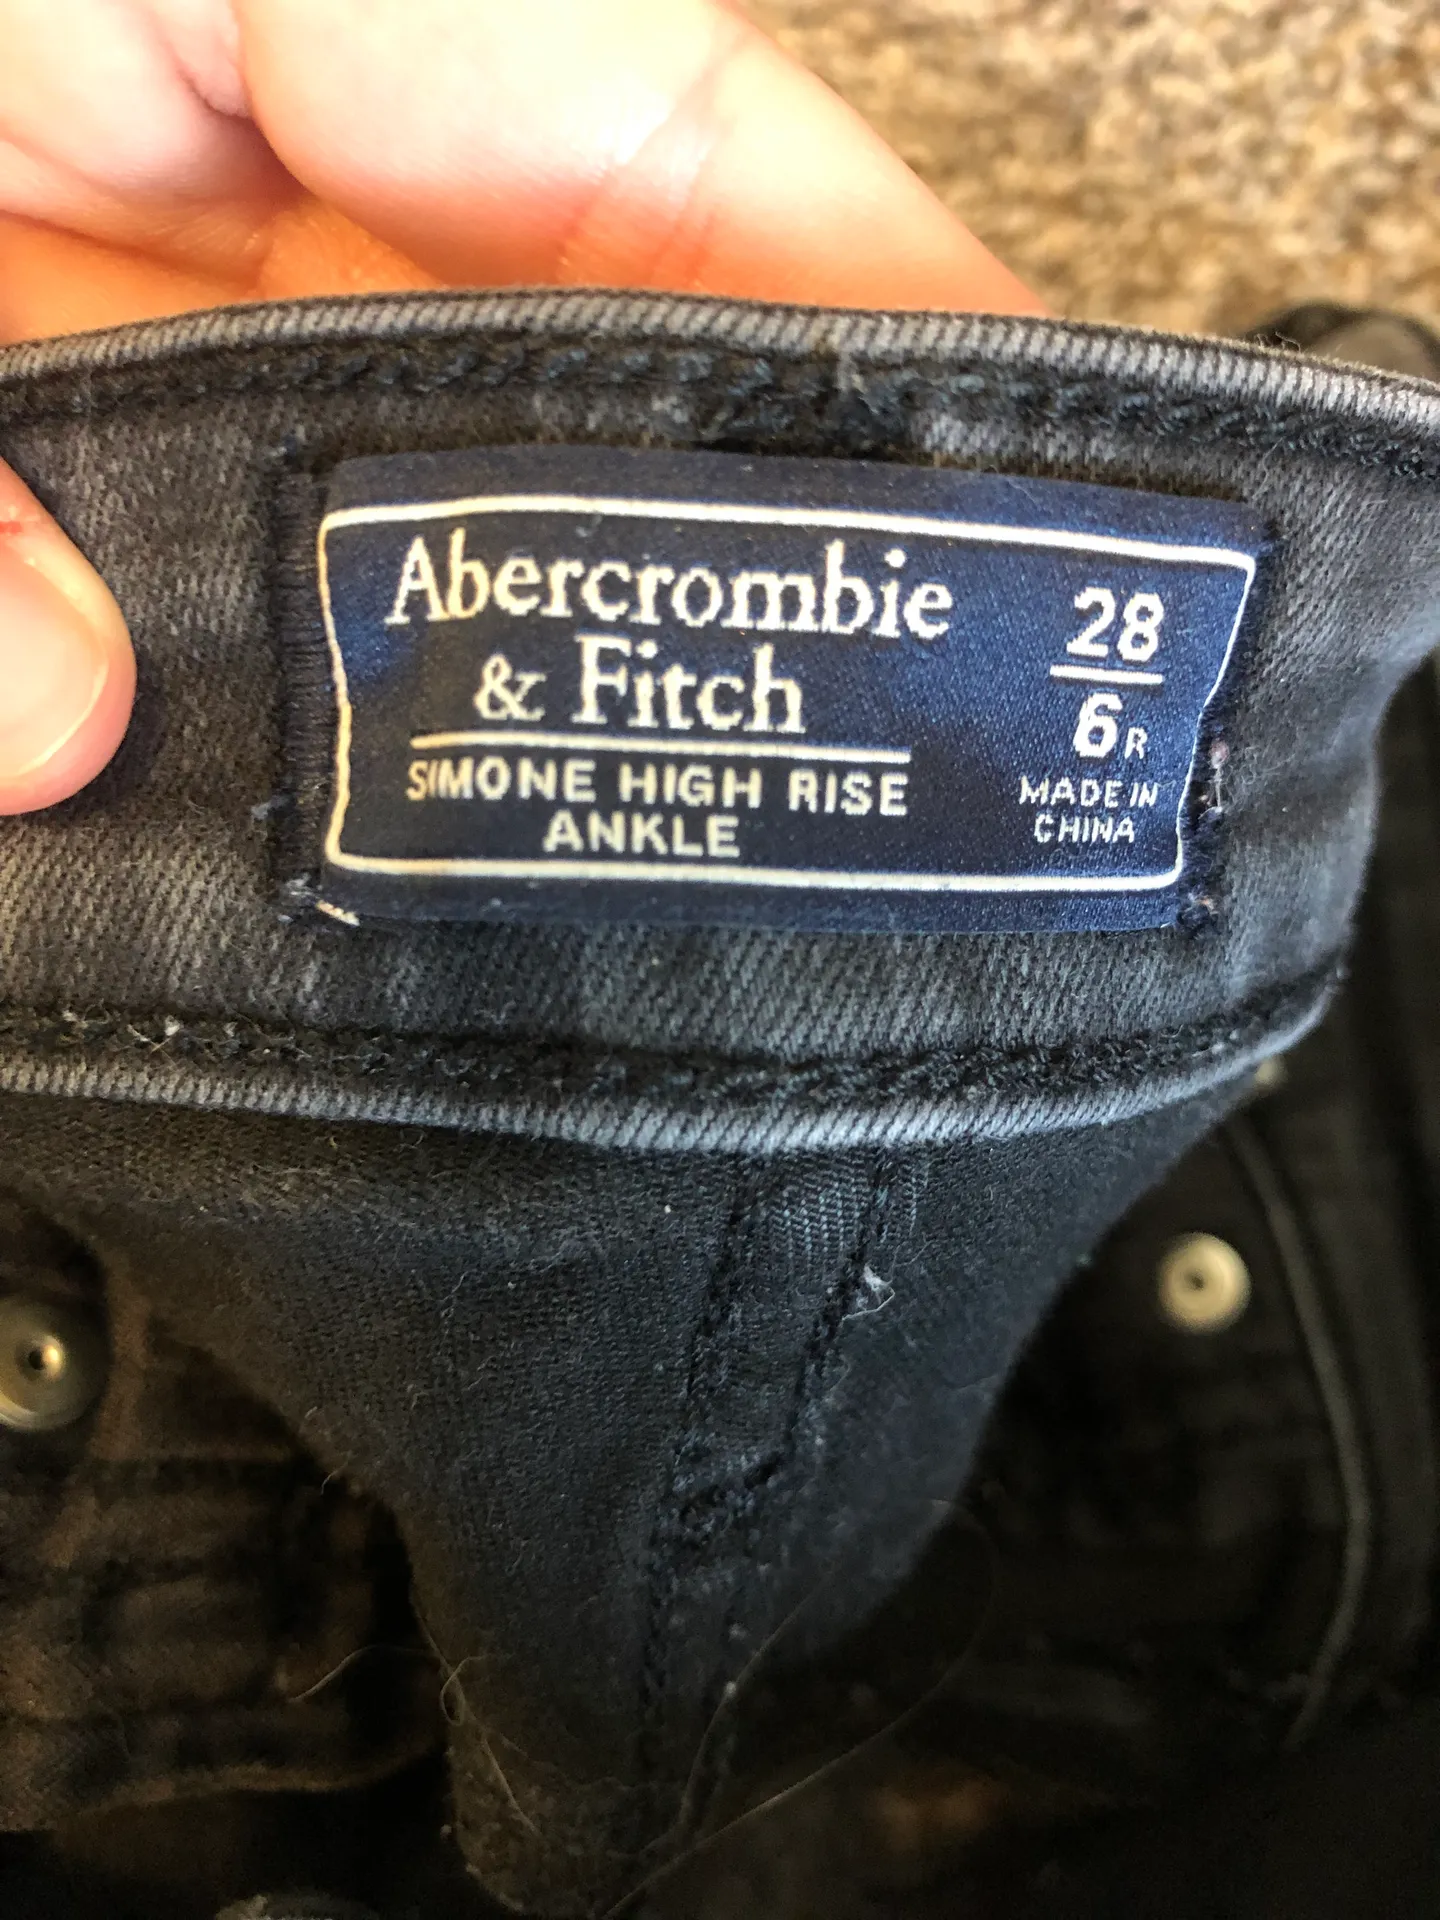 Abercrombie
& Fitch
SIMONE HIGH RISE
ANKLE
28
6R
MADE IN
CHINA